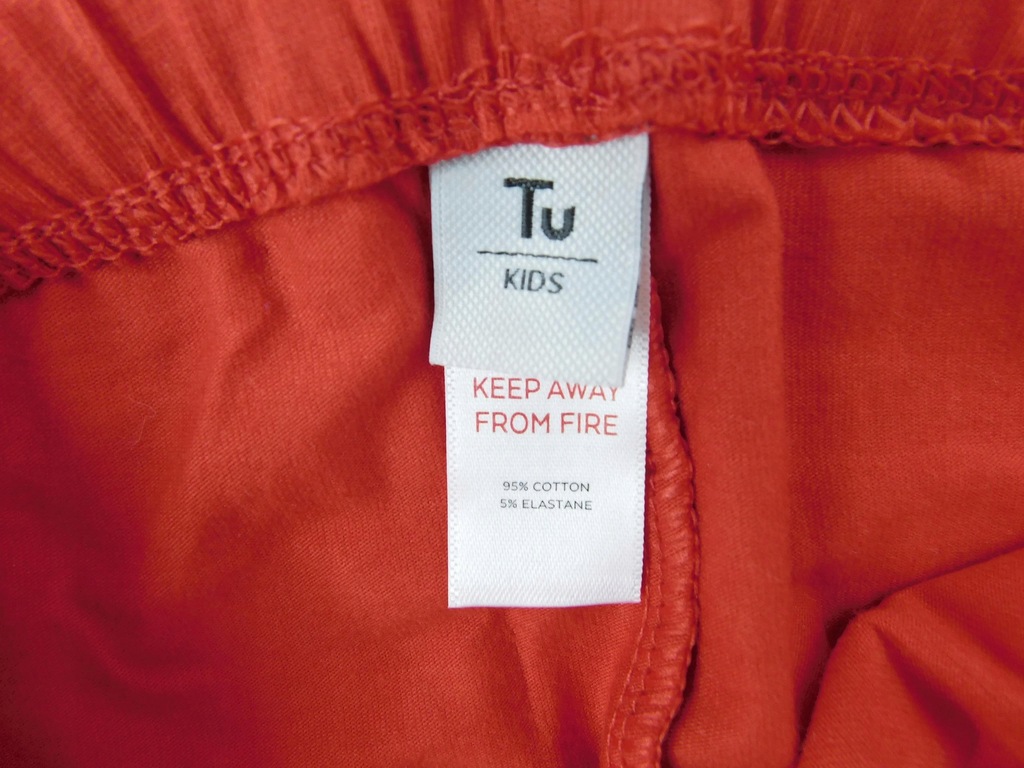 Tu
KIDS
KEEP AWAY
FROM FIRE
95% COTTON
5% ELASTANE